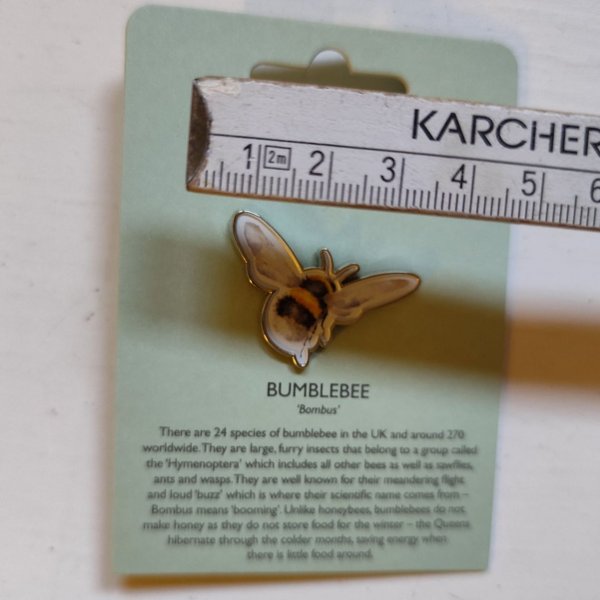 KARCHER
1 2m 2 3 4 5 6
BUMBLEBEE
'Bombus'
There are 24 species of bumblebee in the UK and around 270
worldwide. They are large, furry insects that belong to a group called
the 'Hymenoptera' which includes all other bees as well as sawflies,
ants and wasps. They are well known for their meandering flight
and loud 'buzz' which is where their scientific name comes from –
Bombus means 'booming'. Unlike honeybees, bumblebees do not
make honey as they do not store food for the winter – the Queens
hibernate through the colder months, saving energy when
there is little food around.